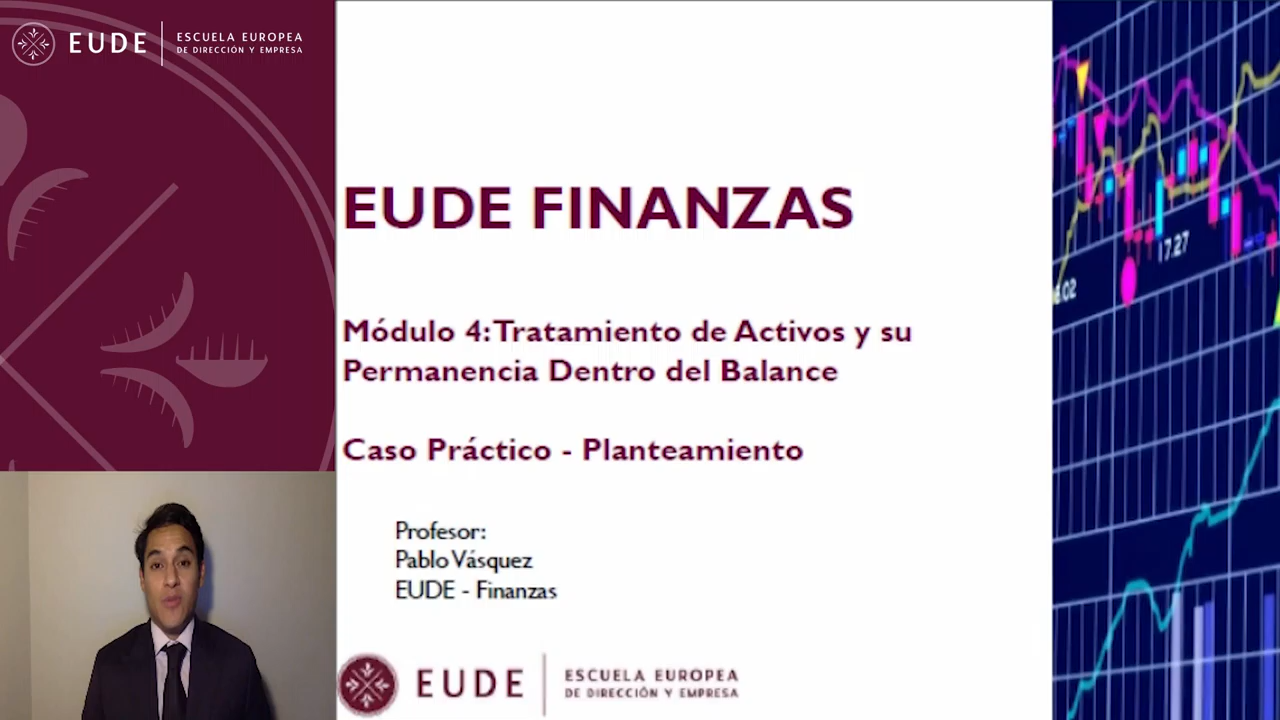 EUDE
ESCUELA EUROPEA
DE DIRECCIÓN Y EMPRESA
EUDE FINANZAS
Módulo 4: Tratamiento de Activos y su
Permanencia Dentro del Balance
Caso Práctico - Planteamiento
Profesor:
Pablo Vásquez
EUDE - Finanzas
EUDE
ESCUELA EUROPEA
DE DIRECCIÓN Y EMPRESA
17.27